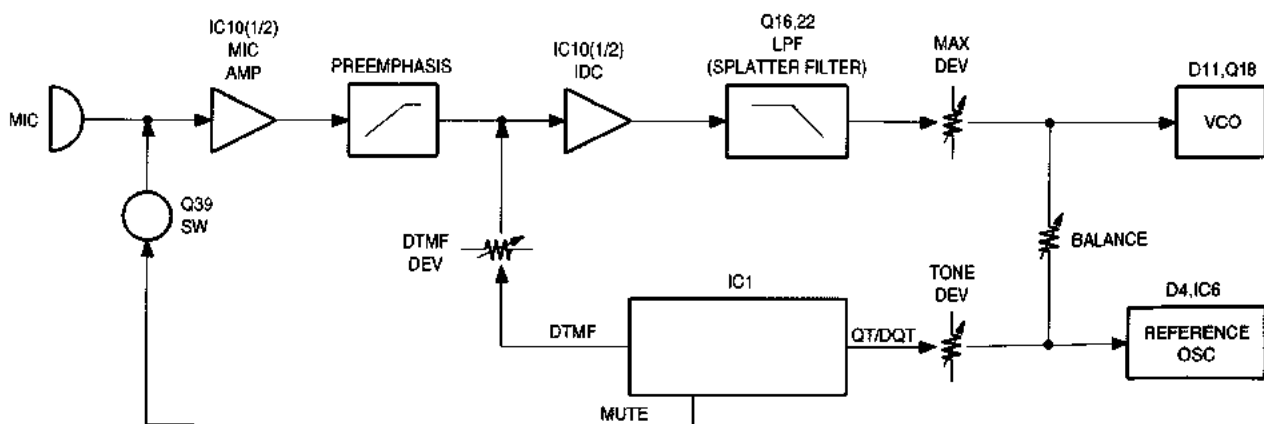 IC10(1/2)
MIC
AMP
PREEMPHASIS
IC10(1/2)
IDC
Q16,22
LPF
(SPLATTER FILTER)
MAX
DEV
D11,Q18
VCO
MIC
Q39
SW
DTMF
DEV
BALANCE
IC1
TONE
DEV
D4,IC6
REFERENCE
OSC
DTMF
QT/DQT
MUTE